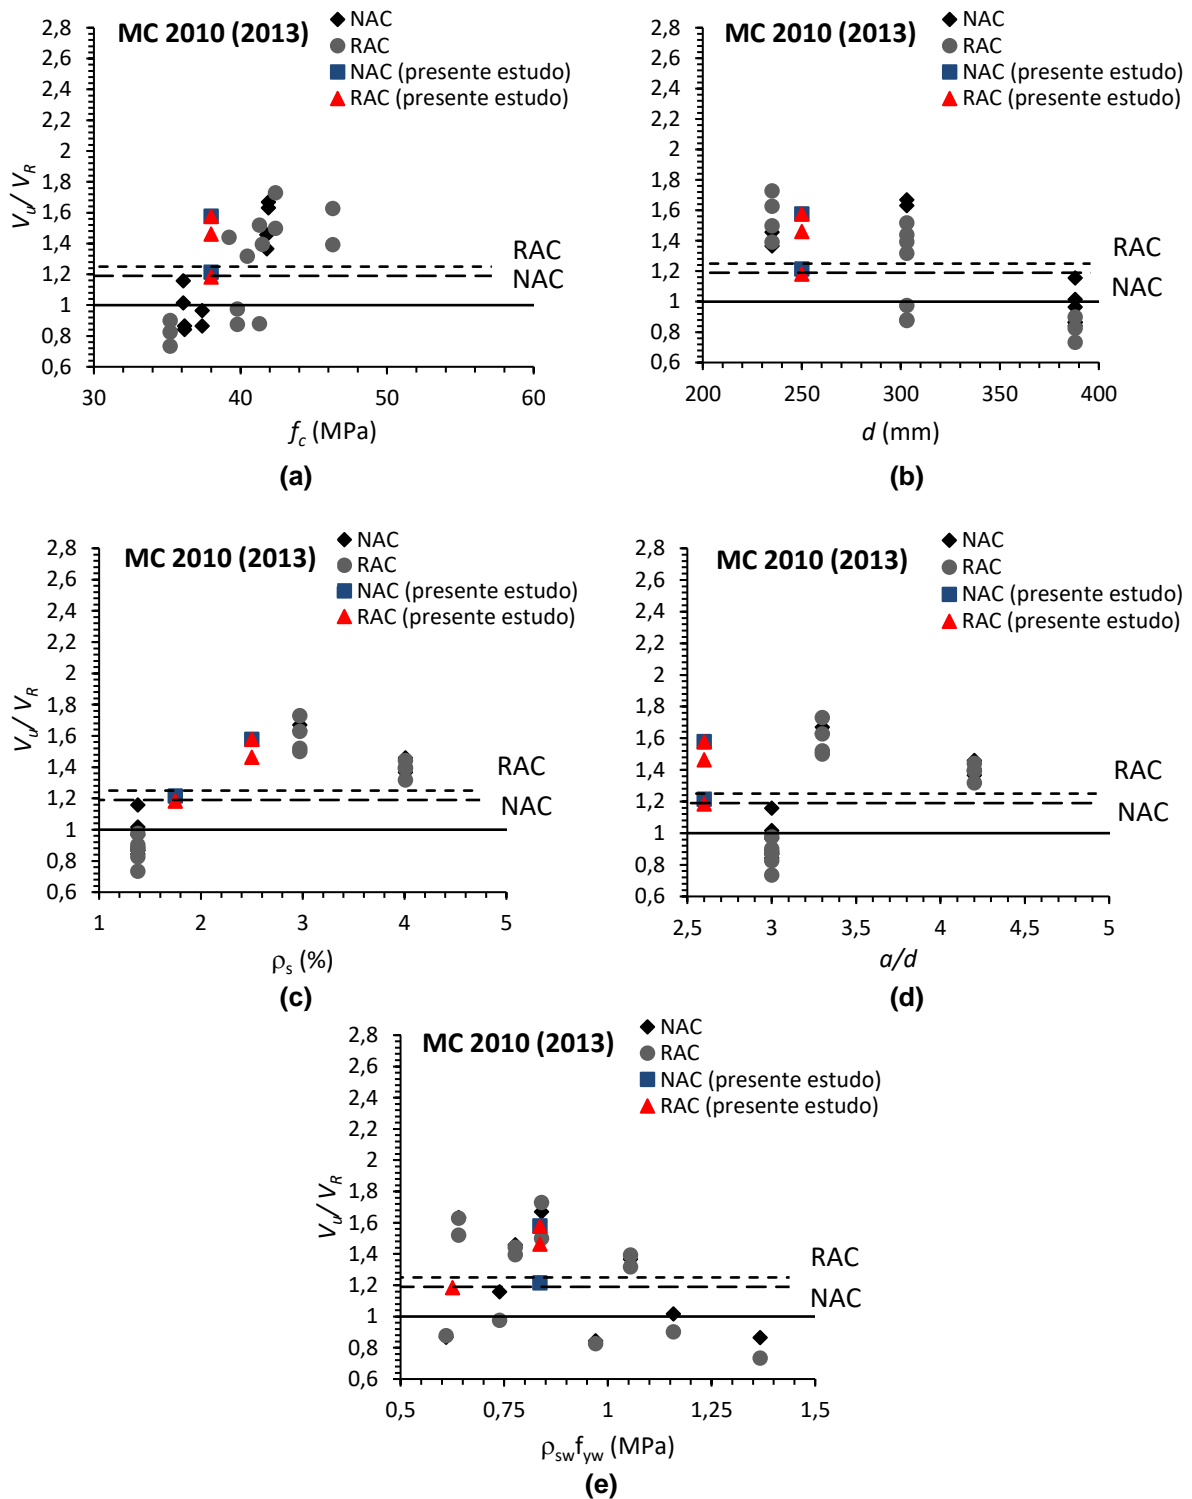 MC 2010 (2013)
NAC
RAC
NAC (presente estudo)
RAC (presente estudo)
2,8
2,6
2,4
2,2
2
1,8
1,6
1,4
1,2
1
0,8
0,6
Vu/ VR
RAC
NAC
30 40 50 60
fc (MPa)
(a)
MC 2010 (2013)
NAC
RAC
NAC (presente estudo)
RAC (presente estudo)
2,8
2,6
2,4
2,2
2
1,8
1,6
1,4
1,2
1
0,8
0,6
RAC
NAC
200 250 300 350 400
d (mm)
(b)
MC 2010 (2013)
NAC
RAC
NAC (presente estudo)
RAC (presente estudo)
2,8
2,6
2,4
2,2
2
1,8
1,6
1,4
1,2
1
0,8
0,6
Vu/ VR
RAC
NAC
1 2 3 4 5
ρs (%)
(c)
MC 2010 (2013)
NAC
RAC
NAC (presente estudo)
RAC (presente estudo)
2,8
2,6
2,4
2,2
2
1,8
1,6
1,4
1,2
1
0,8
0,6
RAC
NAC
2,5 3 3,5 4 4,5 5
a/d
(d)
MC 2010 (2013)
NAC
RAC
NAC (presente estudo)
RAC (presente estudo)
2,8
2,6
2,4
2,2
2
1,8
1,6
1,4
1,2
1
0,8
0,6
Vu/ VR
RAC
NAC
0,5 0,75 1 1,25 1,5
ρswfyw (MPa)
(e)